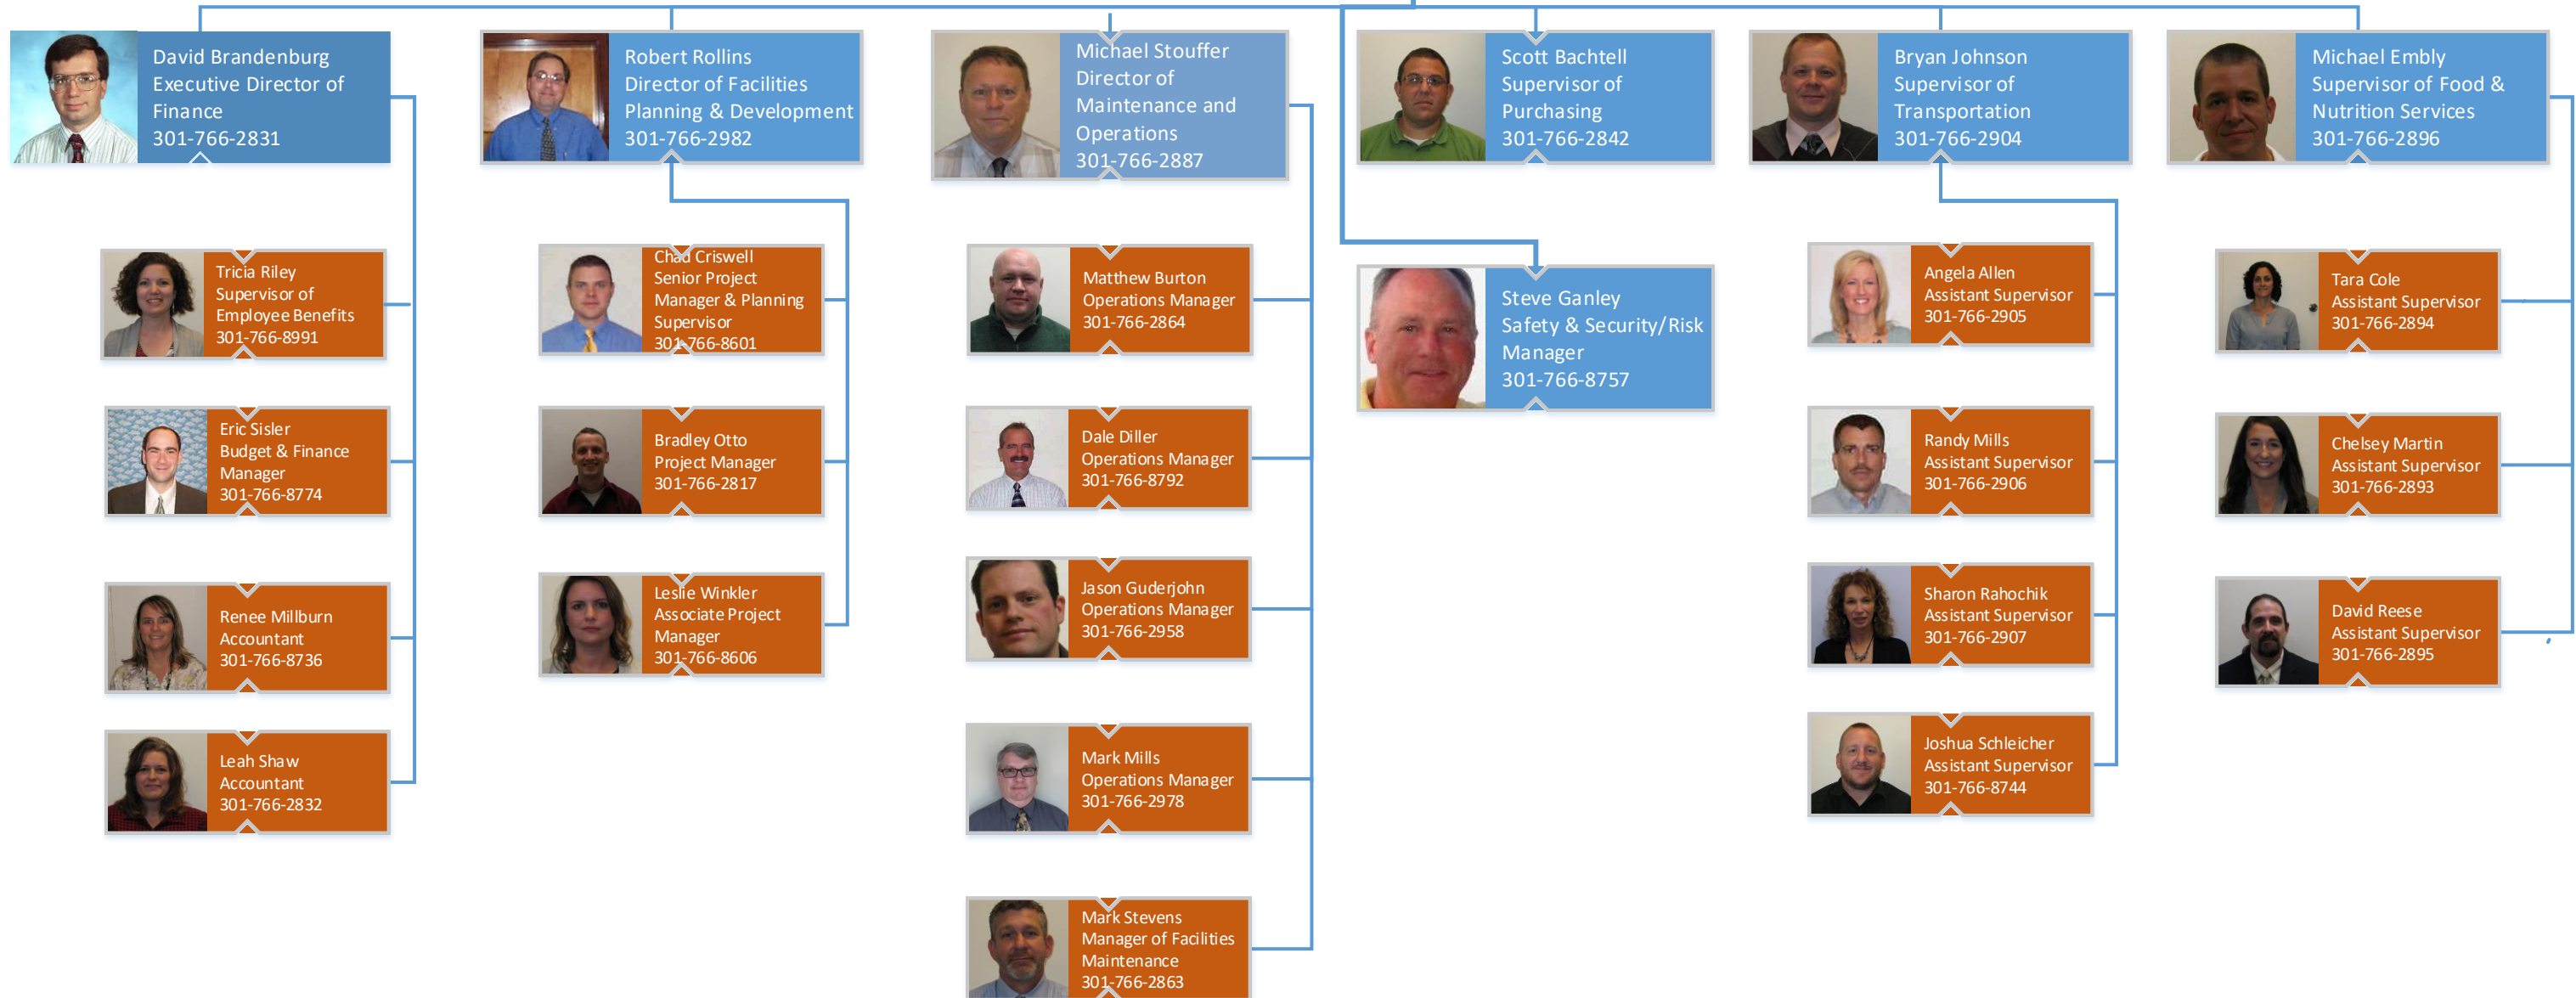 David Brandenburg
Executive Director of
Finance
301-766-2831
Robert Rollins
Director of Facilities
Planning & Development
301-766-2982
Michael Stouffer
Director of
Maintenance and
Operations
301-766-2887
Scott Bachtell
Supervisor of
Purchasing
301-766-2842
Bryan Johnson
Supervisor of
Transportation
301-766-2904
Michael Embly
Supervisor of Food &
Nutrition Services
301-766-2896
Tricia Riley
Supervisor of
Employee Benefits
301-766-8991
Eric Sisler
Budget & Finance
Manager
301-766-8774
Renee Millburn
Accountant
301-766-8736
Leah Shaw
Accountant
301-766-2832
Chad Criswell
Senior Project
Manager & Planning
Supervisor
301-766-8601
Bradley Otto
Project Manager
301-766-2817
Leslie Winkler
Associate Project
Manager
301-766-8606
Matthew Burton
Operations Manager
301-766-2864
Dale Diller
Operations Manager
301-766-8792
Jason Guderjohn
Operations Manager
301-766-2958
Mark Mills
Operations Manager
301-766-2978
Mark Stevens
Manager of Facilities
Maintenance
301-766-2863
Steve Ganley
Safety & Security/Risk
Manager
301-766-8757
Angela Allen
Assistant Supervisor
301-766-2905
Randy Mills
Assistant Supervisor
301-766-2906
Sharon Rahochik
Assistant Supervisor
301-766-2907
Joshua Schleicher
Assistant Supervisor
301-766-8744
Tara Cole
Assistant Supervisor
301-766-2894
Chelsey Martin
Assistant Supervisor
301-766-2893
David Reese
Assistant Supervisor
301-766-2895